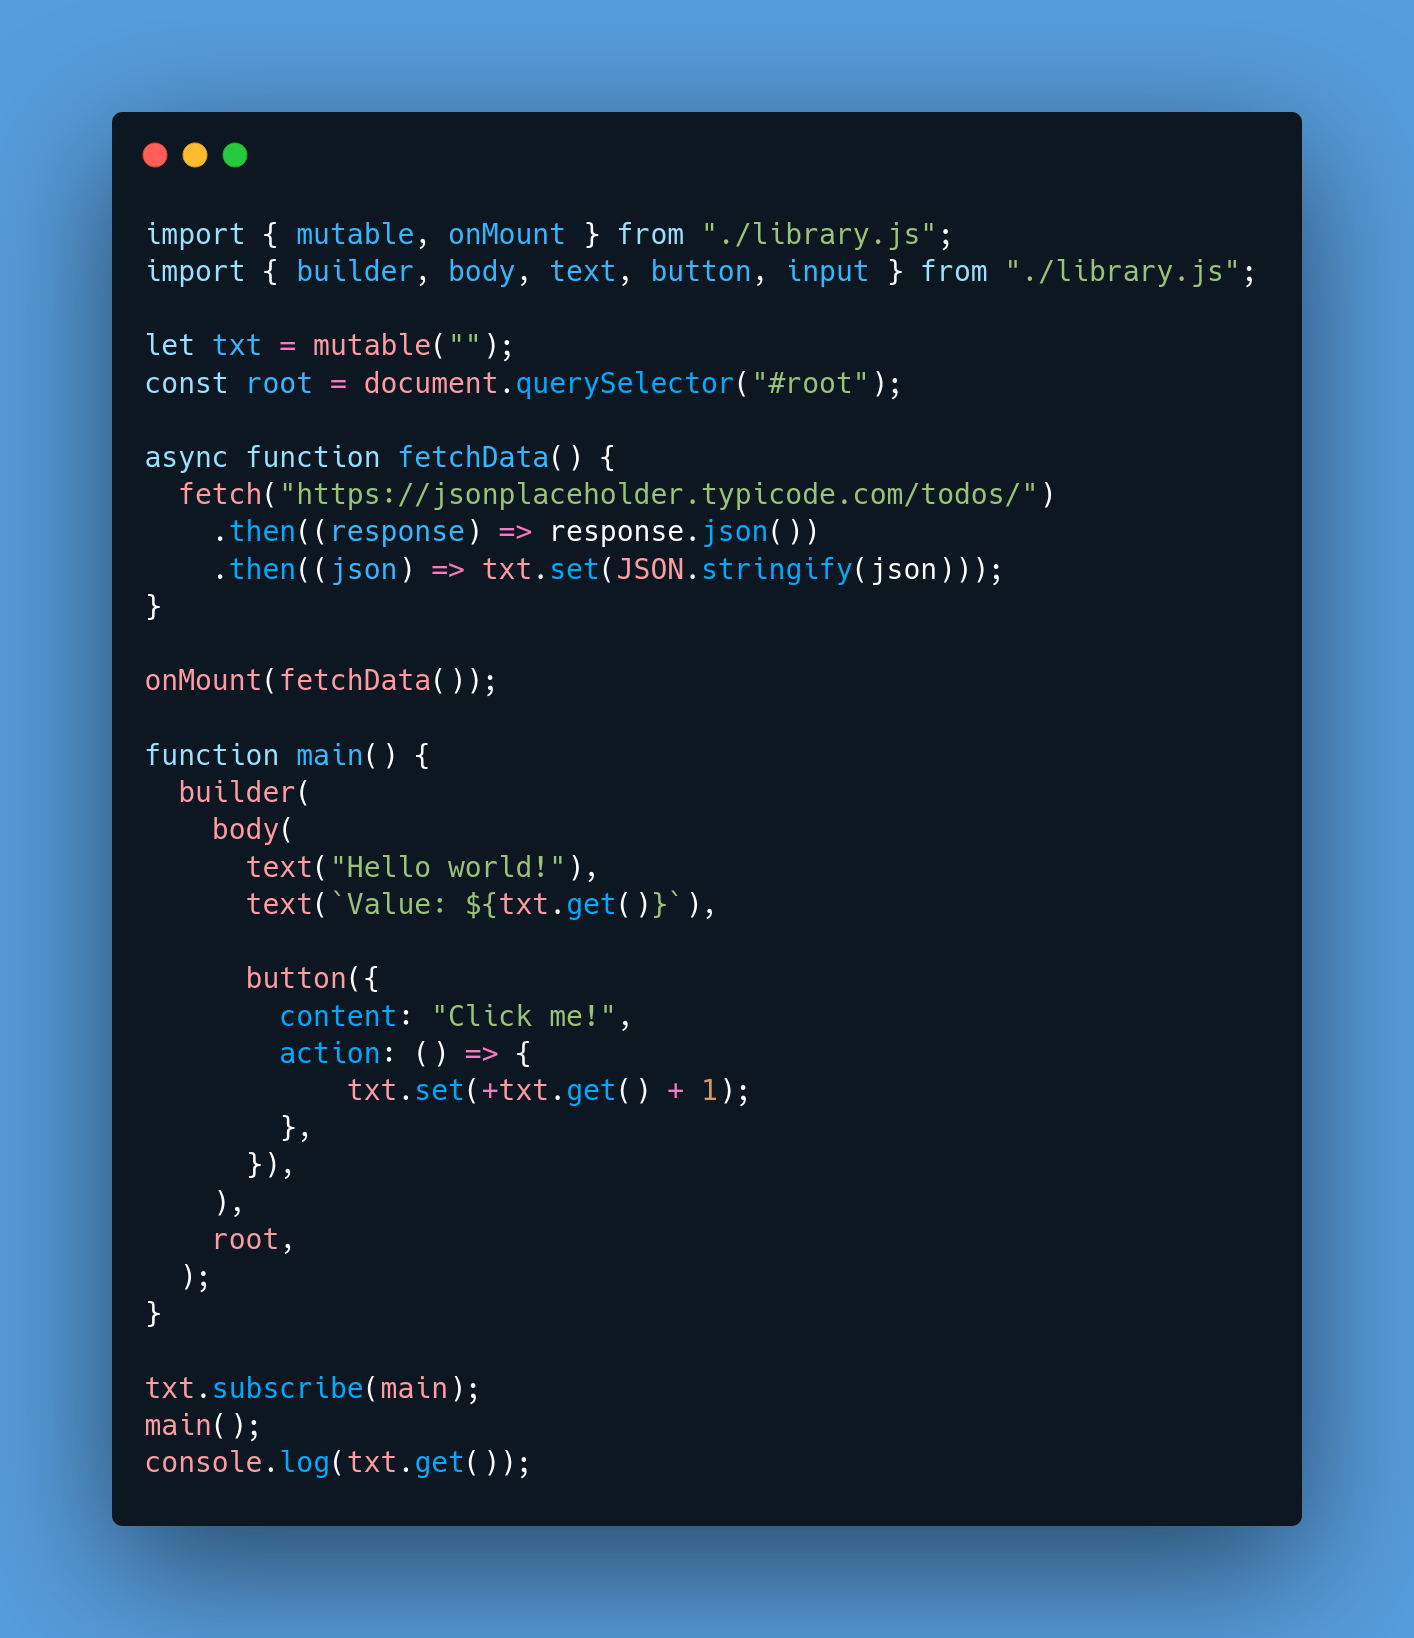 import { mutable, onMount } from "./library.js";
import { builder, body, text, button, input } from "./library.js";

let txt = mutable("");
const root = document.querySelector("#root");

async function fetchData() {
  fetch("https://jsonplaceholder.typicode.com/todos/")
    .then((response) => response.json())
    .then((json) => txt.set(JSON.stringify(json)));
}

onMount(fetchData());

function main() {
  builder(
    body(
      text("Hello world!"),
      text(`Value: ${txt.get()}`),

      button({
        content: "Click me!",
        action: () => {
            txt.set(+txt.get() + 1);
        },
      }),
    ),
    root,
  );
}

txt.subscribe(main);
main();
console.log(txt.get());